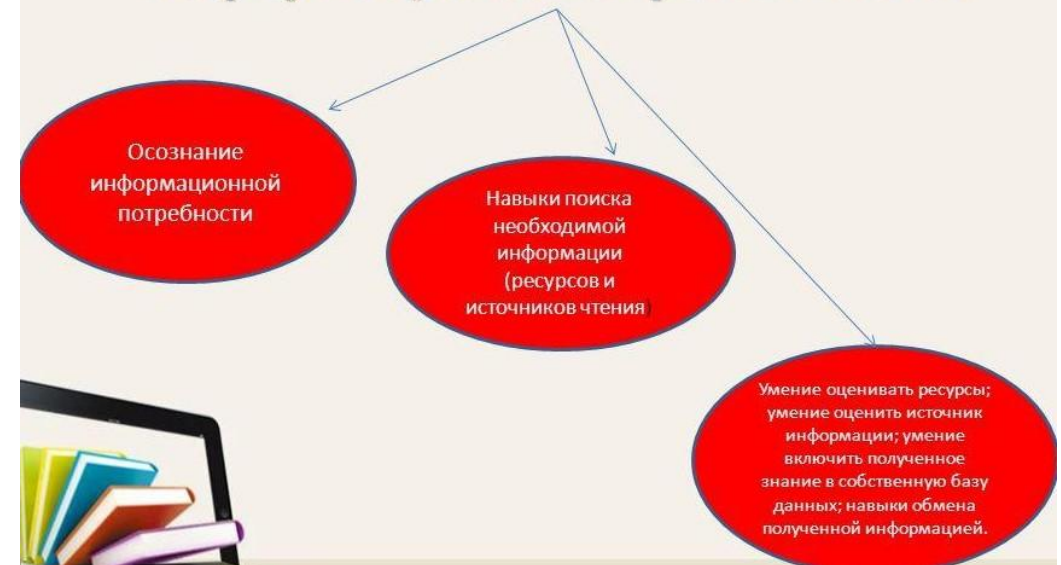 Осознание
информационной
потребности
Навыки поиска
необходимой
информации
(ресурсов и
источников чтения)
Умение оценивать ресурсы;
умение оценить источник
информации; умение
включить полученное
знание в собственную базу
данных; навыки обмена
полученной информацией.